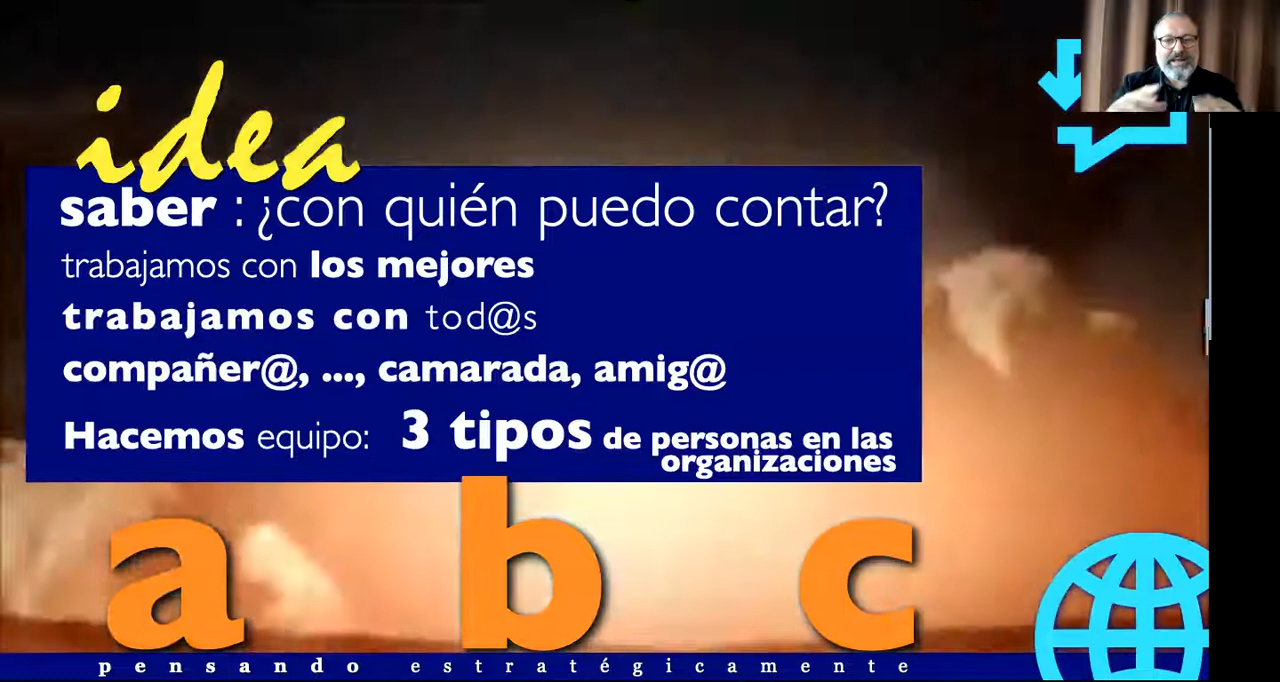 idea
saber : ¿con quién puedo contar?
trabajamos con los mejores
trabajamos con tod@s
compañer@, ..., camarada, amig@
Hacemos equipo: 3 tipos de personas en las
organizaciones
a b c
pensando estratégicamente